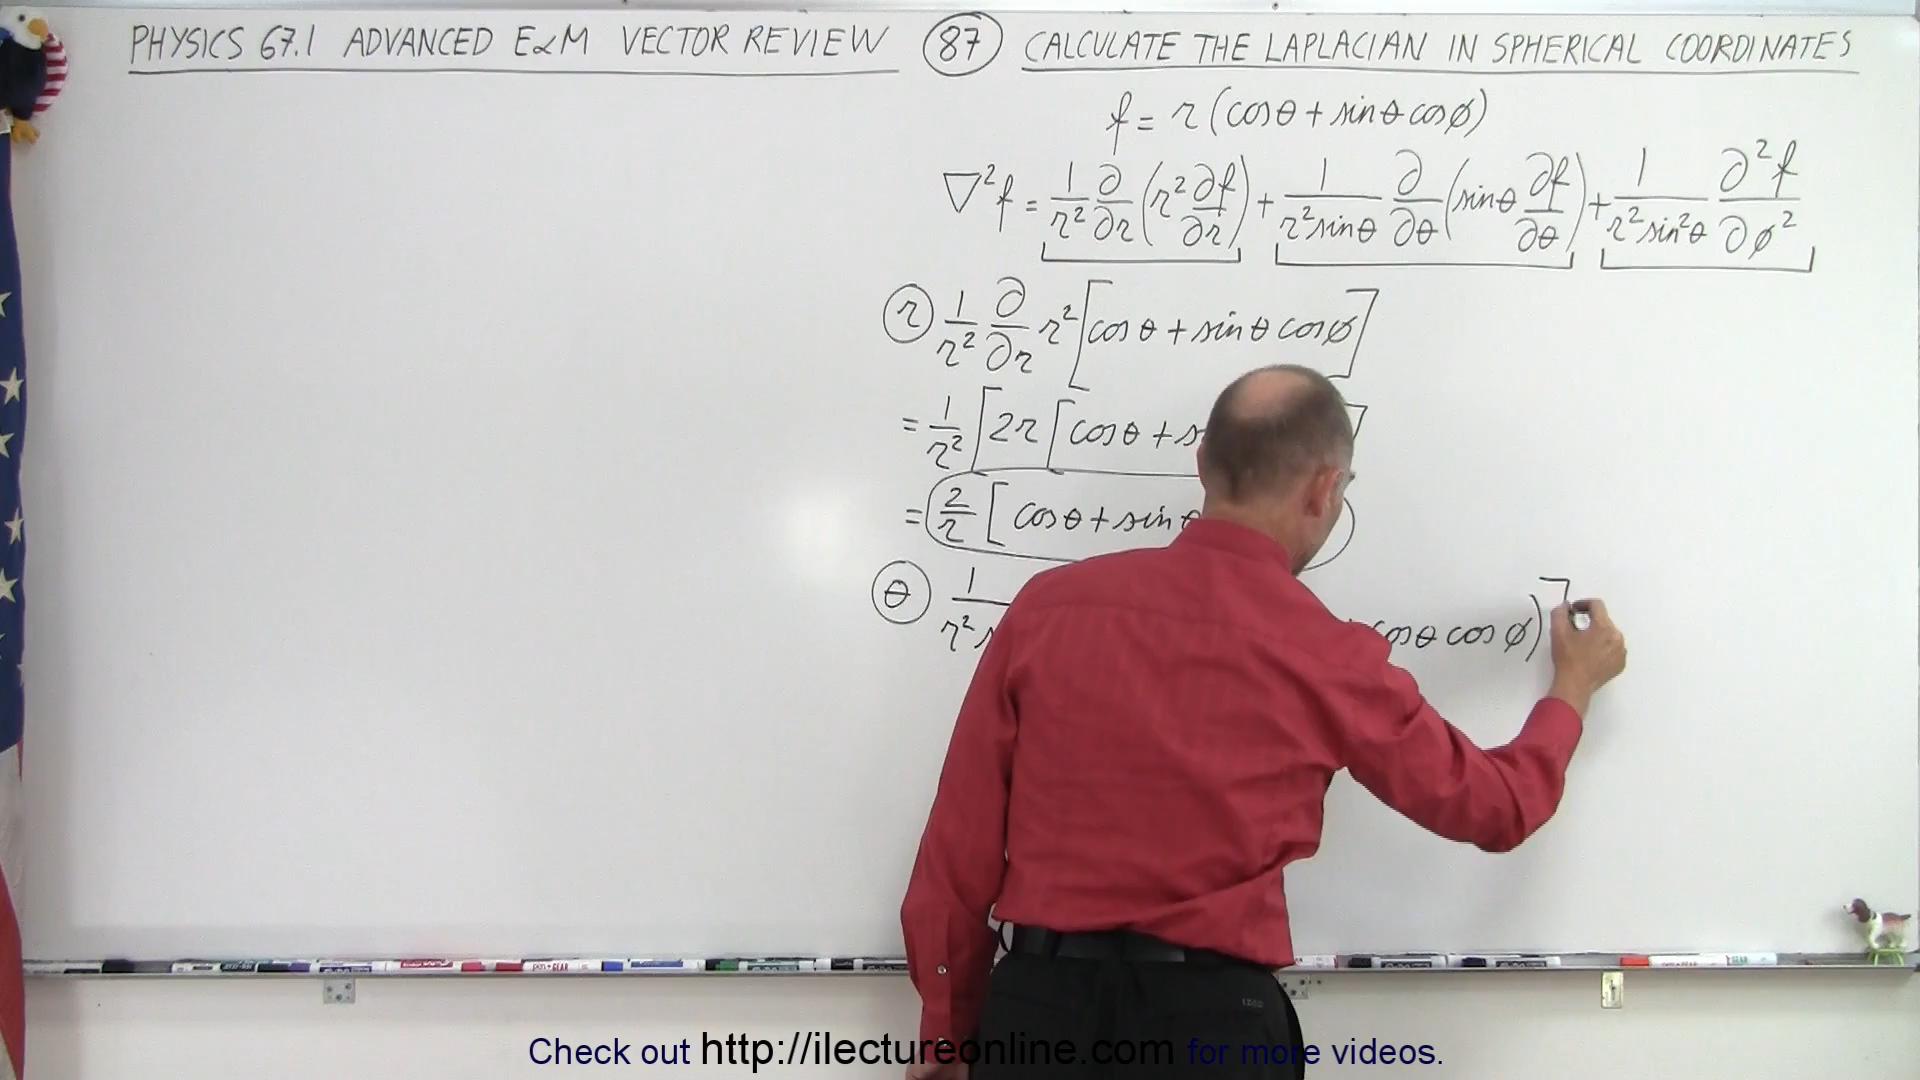 PHYSICS 67.1 ADVANCED E&M VECTOR REVIEW (87) CALCULATE THE LAPLACIAN IN SPHERICAL COORDINATES
f = r(cosθ + sinθ cosφ)
∇²f = 1/r² ∂/∂r (r² ∂f/∂r) + 1/(r² sinθ) ∂/∂θ (sinθ ∂f/∂θ) + 1/(r² sin²θ) ∂²f/∂φ²
(r) 1/r² ∂/∂r r² [cosθ + sinθ cosφ]
= 1/r² [2r [cosθ + s ]
= 2/r [cosθ + sinθ
(θ) 1/r² s cosθ cosφ)]
Check out http://ilectureonline.com for more videos.